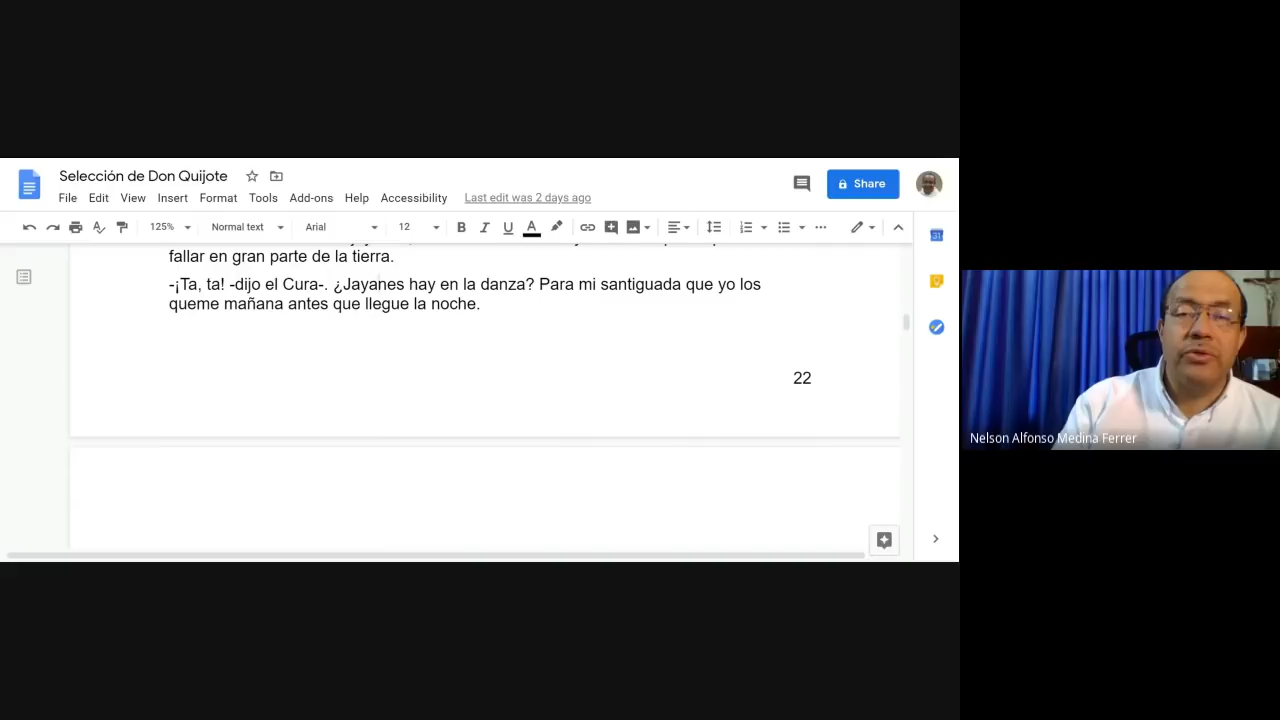 Selección de Don Quijote
File Edit View Insert Format Tools Add-ons Help Accessibility Last edit was 2 days ago
Share
125% Normal text Arial 12 B I U A
fallar en gran parte de la tierra.
-¡Ta, ta! -dijo el Cura-. ¿Jayanes hay en la danza? Para mi santiguada que yo los
queme mañana antes que llegue la noche.
22
Nelson Alfonso Medina Ferrer